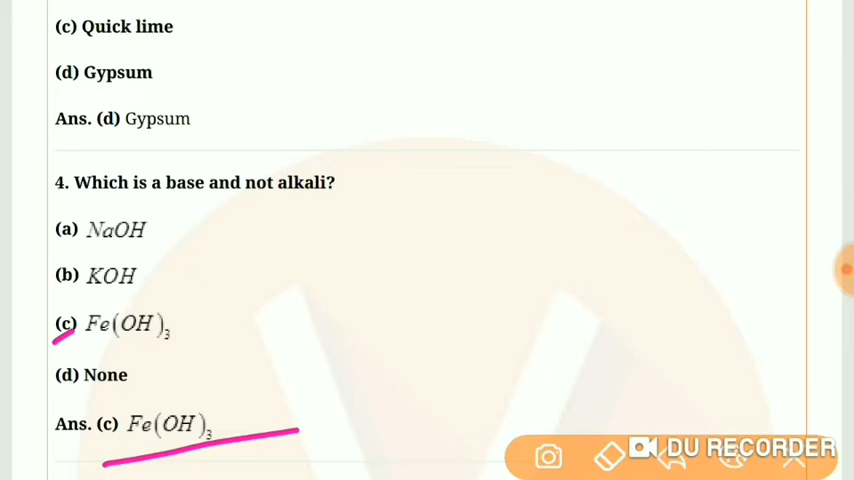 (c) Quick lime
(d) Gypsum
Ans. (d) Gypsum
4. Which is a base and not alkali?
(a) NaOH
(b) KOH
(c) Fe(OH)₃
(d) None
Ans. (c) Fe(OH)₃
DU RECORDER